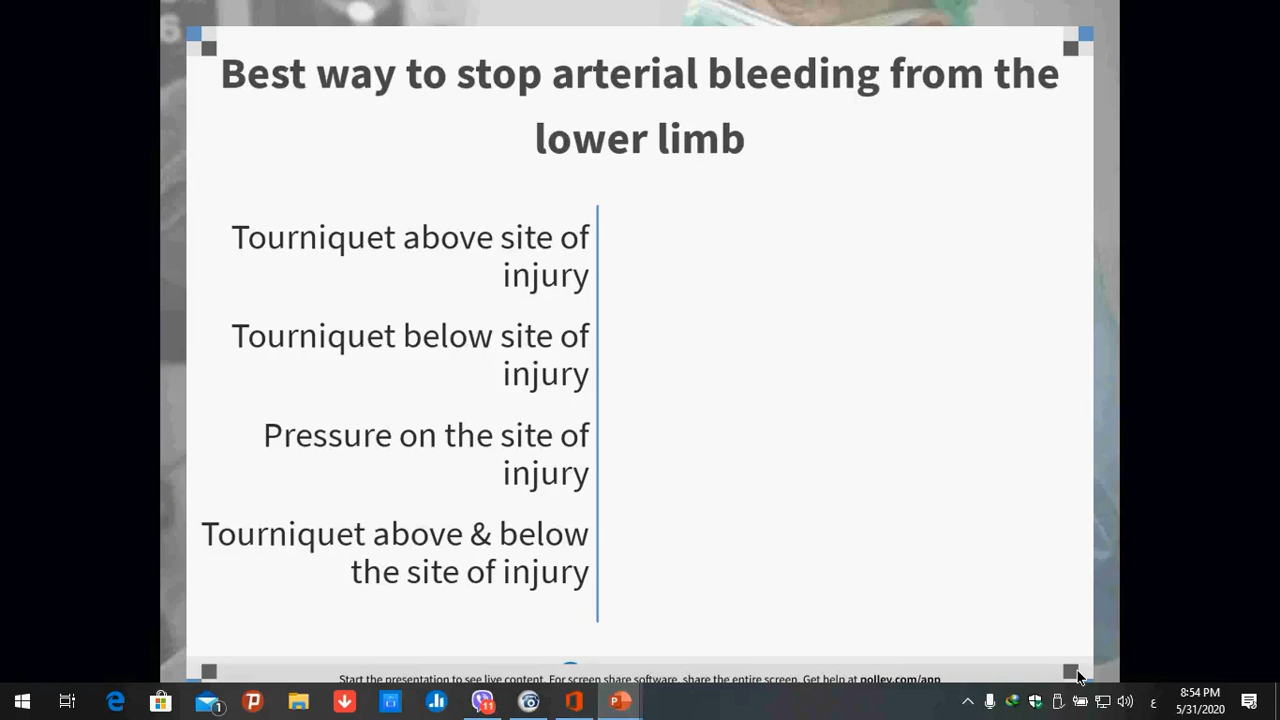 Best way to stop arterial bleeding from the
lower limb
Tourniquet above site of
injury
Tourniquet below site of
injury
Pressure on the site of
injury
Tourniquet above & below
the site of injury
Start the presentation to see live content. For screen share software, share the entire screen. Get help at pollev.com/app
1
11
ع
8:54 PM
5/31/2020